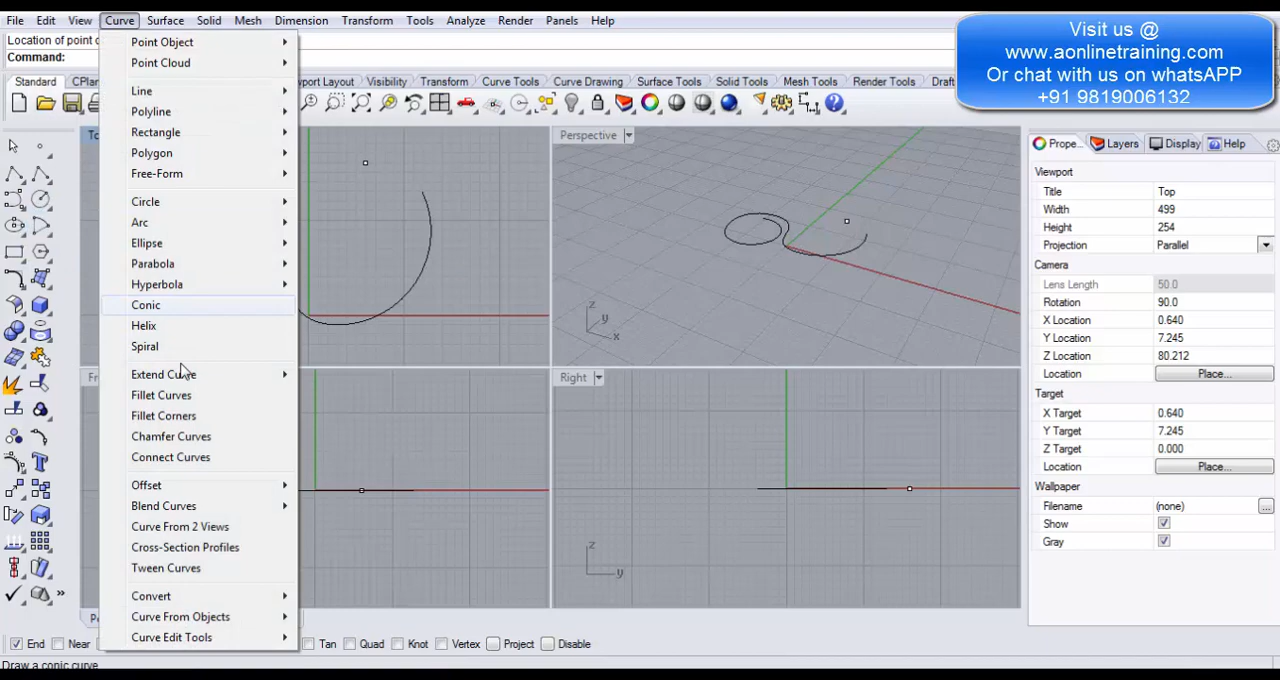 File Edit View Curve Surface Solid Mesh Dimension Transform Tools Analyze Render Panels Help
Location of point
Command:
Standard CPlan port Layout Visibility Transform Curve Tools Curve Drawing Surface Tools Solid Tools Mesh Tools Render Tools Draft
Visit us @
www.aonlinetraining.com
Or chat with us on whatsAPP
+91 9819006132
Point Object
Point Cloud
Line
Polyline
Rectangle
Polygon
Free-Form
Circle
Arc
Ellipse
Parabola
Hyperbola
Conic
Helix
Spiral
Extend Curve
Fillet Curves
Fillet Corners
Chamfer Curves
Connect Curves
Offset
Blend Curves
Curve From 2 Views
Cross-Section Profiles
Tween Curves
Convert
Curve From Objects
Curve Edit Tools
To
Perspective
z
y
x
Fr
Right
z
y
Prope... Layers Display Help
Viewport
Title Top
Width 499
Height 254
Projection Parallel
Camera
Lens Length 50.0
Rotation 90.0
X Location 0.640
Y Location 7.245
Z Location 80.212
Location Place...
Target
X Target 0.640
Y Target 7.245
Z Target 0.000
Location Place...
Wallpaper
Filename (none) ...
Show
Gray
End Near Tan Quad Knot Vertex Project Disable
Draw a conic curve